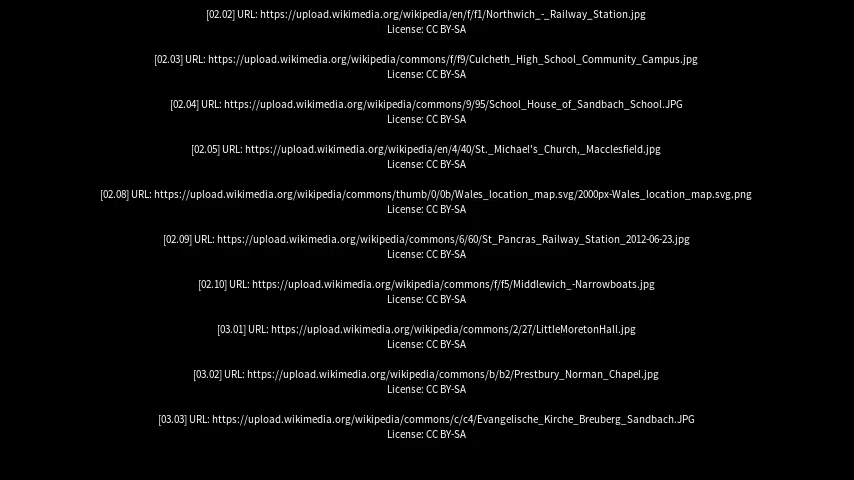 [02.02] URL: https://upload.wikimedia.org/wikipedia/en/f/f1/Northwich_-_Railway_Station.jpg
License: CC BY-SA
[02.03] URL: https://upload.wikimedia.org/wikipedia/commons/f/f9/Culcheth_High_School_Community_Campus.jpg
License: CC BY-SA
[02.04] URL: https://upload.wikimedia.org/wikipedia/commons/9/95/School_House_of_Sandbach_School.JPG
License: CC BY-SA
[02.05] URL: https://upload.wikimedia.org/wikipedia/en/4/40/St._Michael's_Church,_Macclesfield.jpg
License: CC BY-SA
[02.08] URL: https://upload.wikimedia.org/wikipedia/commons/thumb/0/0b/Wales_location_map.svg/2000px-Wales_location_map.svg.png
License: CC BY-SA
[02.09] URL: https://upload.wikimedia.org/wikipedia/commons/6/60/St_Pancras_Railway_Station_2012-06-23.jpg
License: CC BY-SA
[02.10] URL: https://upload.wikimedia.org/wikipedia/commons/f/f5/Middlewich_-Narrowboats.jpg
License: CC BY-SA
[03.01] URL: https://upload.wikimedia.org/wikipedia/commons/2/27/LittleMoretonHall.jpg
License: CC BY-SA
[03.02] URL: https://upload.wikimedia.org/wikipedia/commons/b/b2/Prestbury_Norman_Chapel.jpg
License: CC BY-SA
[03.03] URL: https://upload.wikimedia.org/wikipedia/commons/c/c4/Evangelische_Kirche_Breuberg_Sandbach.JPG
License: CC BY-SA